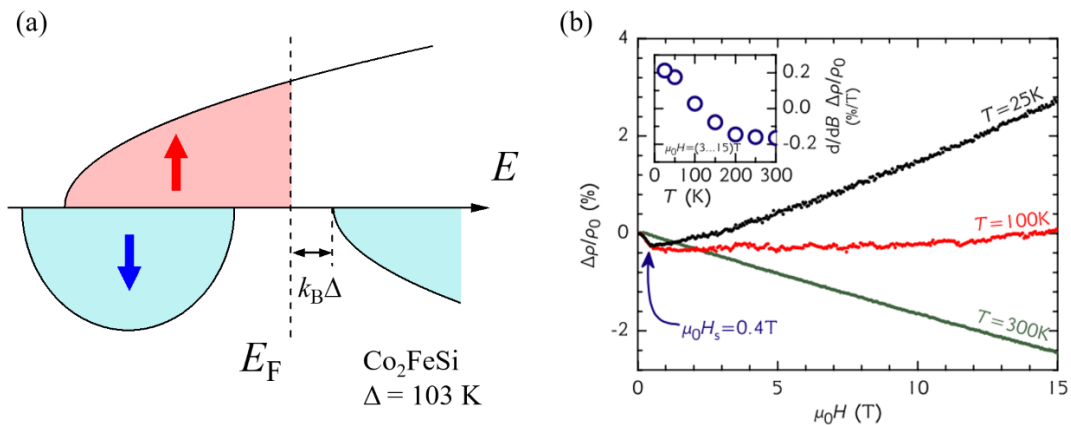 (a)
E
k_BΔ
E_F
Co₂FeSi
Δ = 103 K
(b)
4
2
0
-2
Δρ/ρ₀ (%)
0
5
10
15
μ₀H (T)
T=25K
T=100K
T=300K
μ₀Hₛ=0.4T
0.2
0.0
-0.2
d/dB Δρ/ρ₀
(%/T)
μ₀H=(3...15)T
0
100
200
300
T (K)